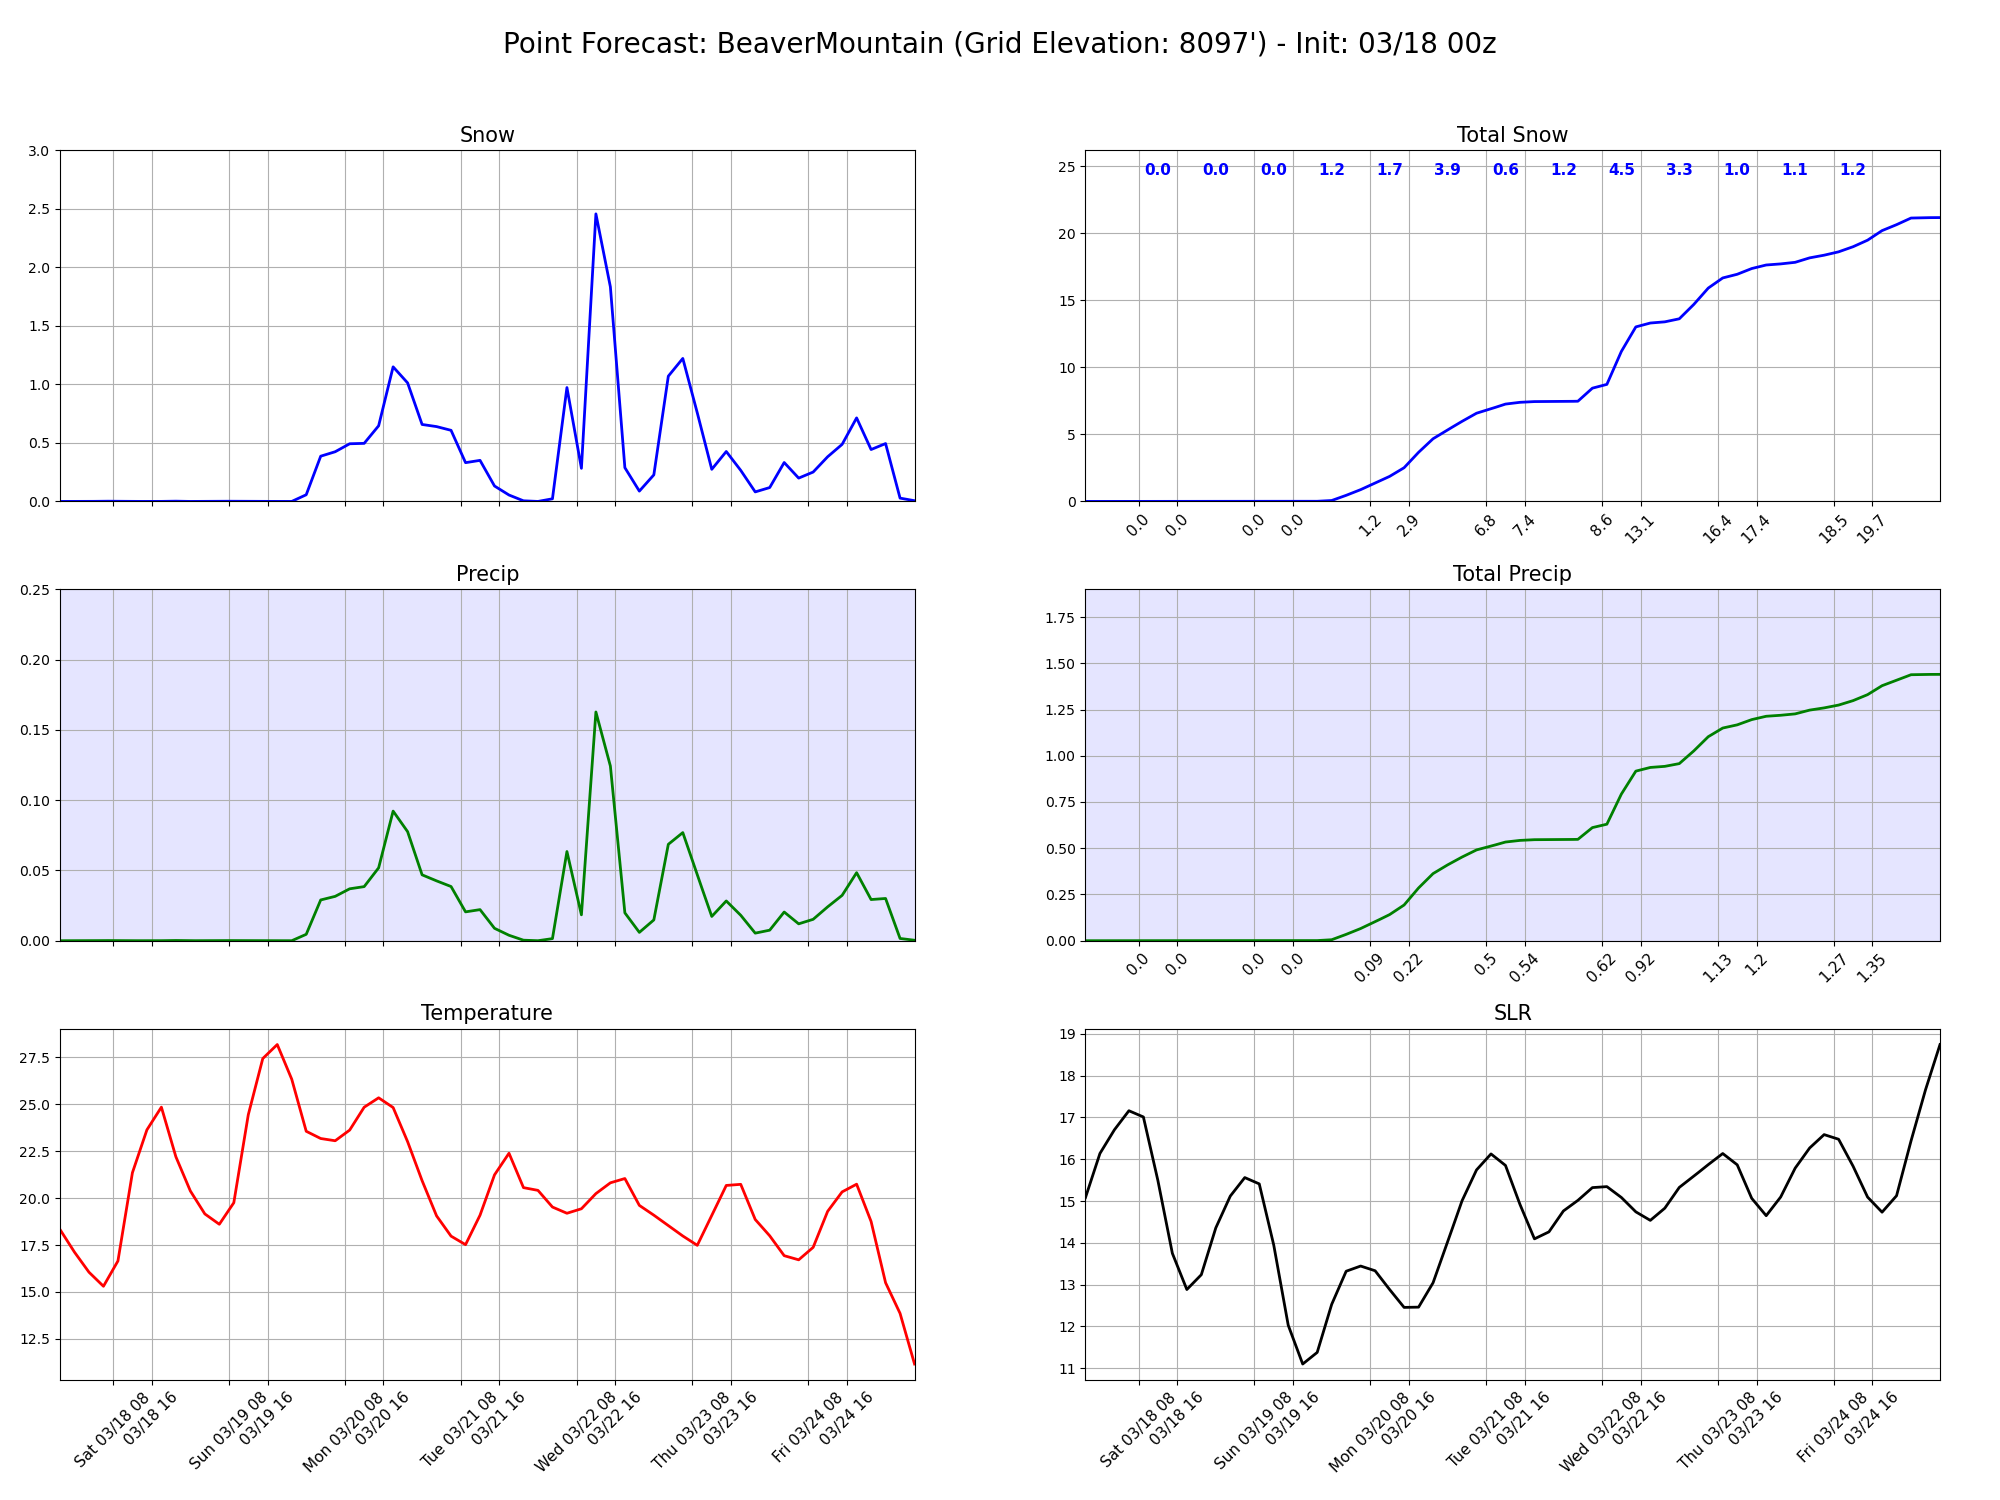 Point Forecast: BeaverMountain (Grid Elevation: 8097') - Init: 03/18 00z
Snow
3.0
2.5
2.0
1.5
1.0
0.5
0.0
Total Snow
0.0 0.0 0.0 1.2 1.7 3.9 0.6 1.2 4.5 3.3 1.0 1.1 1.2
25
20
15
10
5
0
0.0 0.0 0.0 0.0 1.2 2.9 6.8 7.4 8.6 13.1 16.4 17.4 18.5 19.7
Precip
0.25
0.20
0.15
0.10
0.05
0.00
Total Precip
1.75
1.50
1.25
1.00
0.75
0.50
0.25
0.00
0.0 0.0 0.0 0.0 0.09 0.22 0.5 0.54 0.62 0.92 1.13 1.2 1.27 1.35
Temperature
27.5
25.0
22.5
20.0
17.5
15.0
12.5
Sat 03/18 08
03/18 16
Sun 03/19 08
03/19 16
Mon 03/20 08
03/20 16
Tue 03/21 08
03/21 16
Wed 03/22 08
03/22 16
Thu 03/23 08
03/23 16
Fri 03/24 08
03/24 16
SLR
19
18
17
16
15
14
13
12
11
Sat 03/18 08
03/18 16
Sun 03/19 08
03/19 16
Mon 03/20 08
03/20 16
Tue 03/21 08
03/21 16
Wed 03/22 08
03/22 16
Thu 03/23 08
03/23 16
Fri 03/24 08
03/24 16